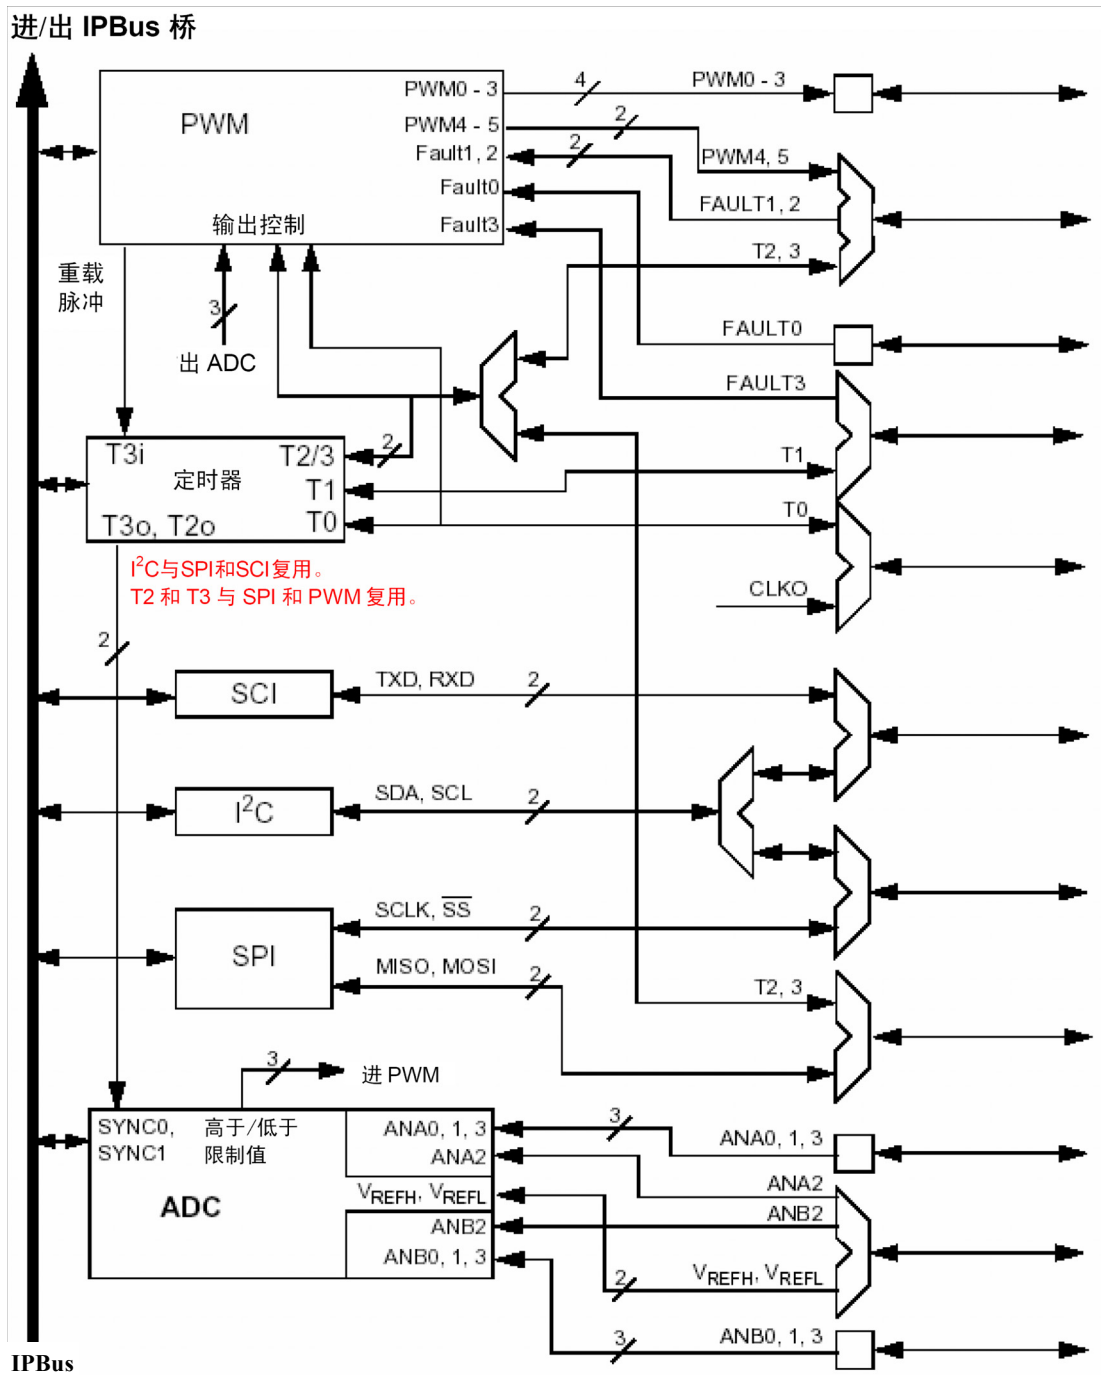 进/出 IPBus 桥
PWM0 - 3
4
PWM0 - 3
PWM
PWM4 - 5
2
Fault1, 2
2
PWM4, 5
Fault0
FAULT1, 2
输出控制
Fault3
T2, 3
重载
脉冲
3
出 ADC
FAULT0
FAULT3
T3i
T2/3
2
定时器
T1
T1
T3o, T2o
T0
T0
I²C与SPI和SCI复用。
T2 和 T3 与 SPI 和 PWM 复用。
CLKO
2
SCI
TXD, RXD
2
I²C
SDA, SCL
2
SCLK, S̅S̅
2
SPI
MISO, MOSI
2
T2, 3
3
进 PWM
SYNC0,
SYNC1
高于/低于
限制值
ANA0, 1, 3
3
ANA0, 1, 3
ANA2
ANA2
ADC
VREFH, VREFL
ANB2
ANB2
ANB0, 1, 3
2
VREFH, VREFL
3
ANB0, 1, 3
IPBus